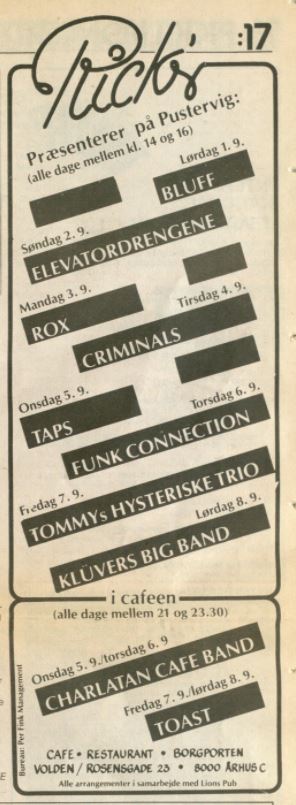 :17
Rick's
Præsenterer på Pustervig:
(alle dage mellem kl. 14 og 16)
Lørdag 1. 9.
BLUFF
Søndag 2. 9.
ELEVATORDRENGENE
Mandag 3. 9.
ROX
Tirsdag 4. 9.
CRIMINALS
Onsdag 5. 9.
TAPS
Torsdag 6. 9.
FUNK CONNECTION
Fredag 7. 9.
TOMMYs HYSTERISKE TRIO
Lørdag 8. 9.
KLÜVERS BIG BAND
i cafeen
(alle dage mellem 21 og 23.30)
Onsdag 5. 9./torsdag 6. 9
CHARLATAN CAFE BAND
Fredag 7. 9./lørdag 8. 9.
TOAST
CAFE • RESTAURANT • BORGPORTEN
VOLDEN / ROSENSGADE 23 • 8000 ÅRHUS C
Alle arrangementer i samarbejde med Lions Pub
Bureau: Per Fink Management